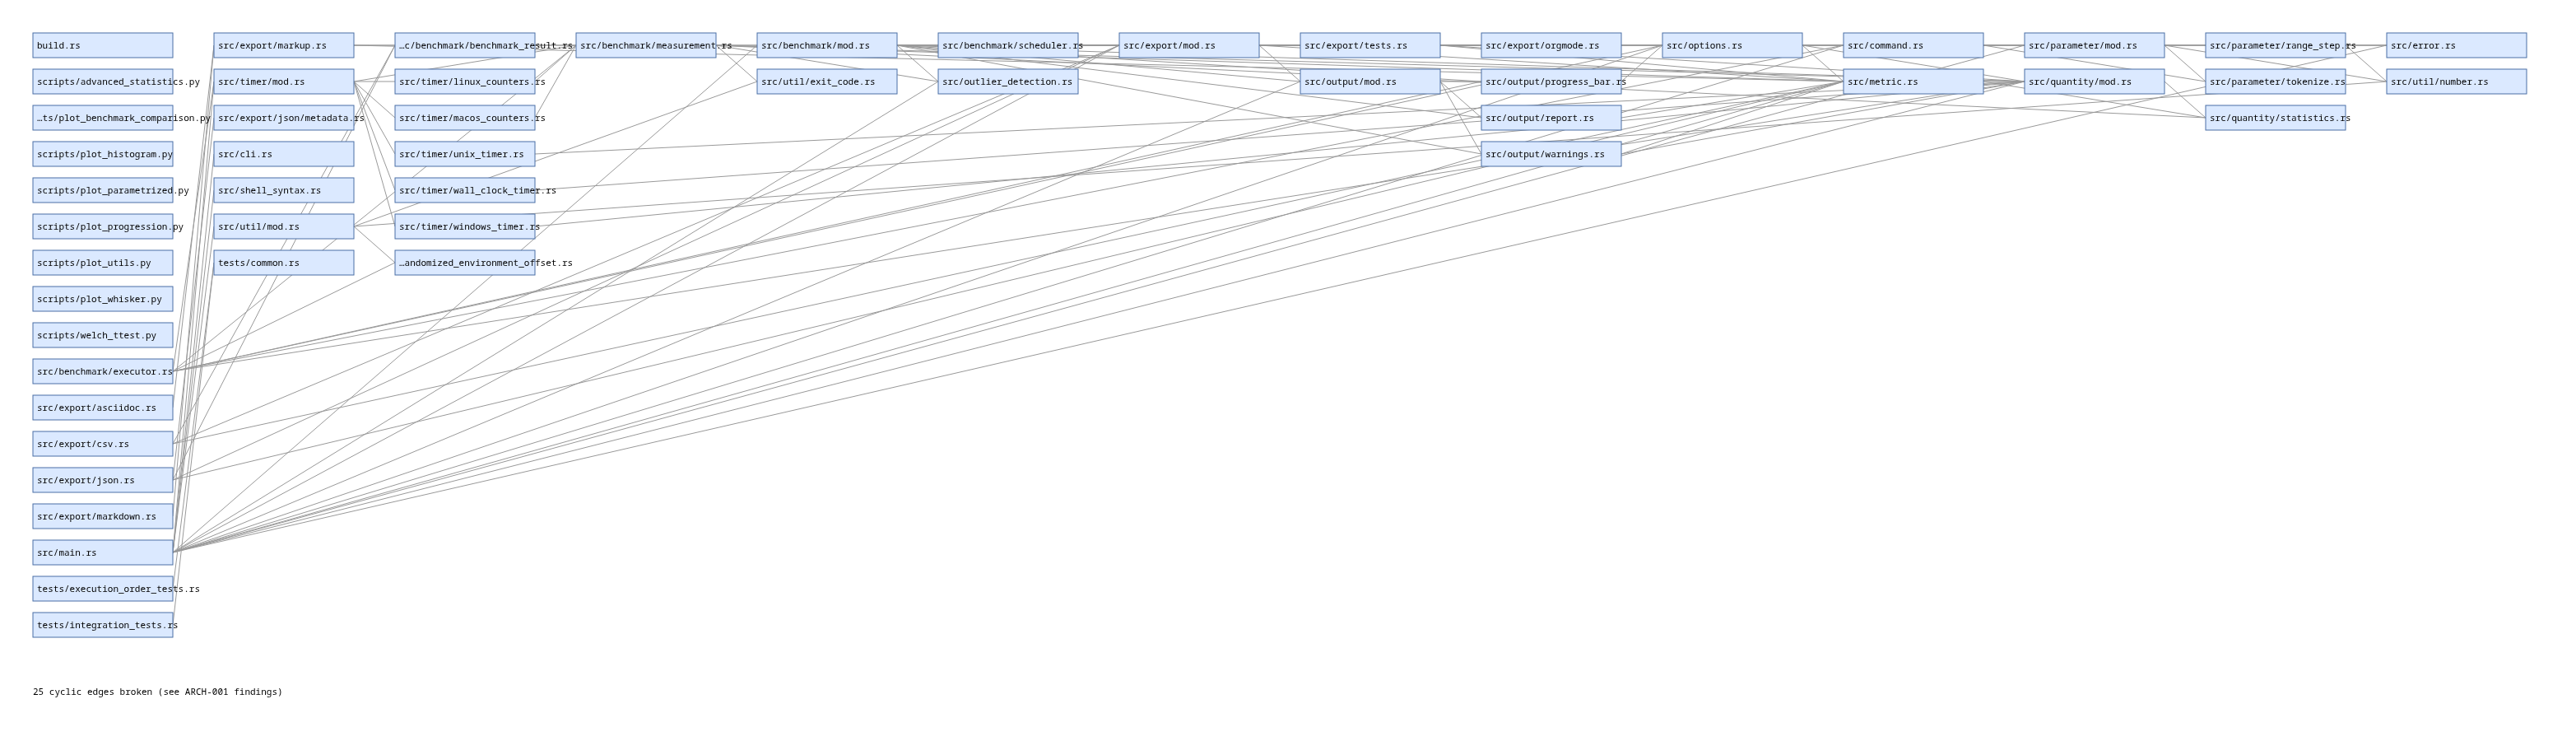 build.rs
scripts/advanced_statistics.py
…ts/plot_benchmark_comparison.py
scripts/plot_histogram.py
scripts/plot_parametrized.py
scripts/plot_progression.py
scripts/plot_utils.py
scripts/plot_whisker.py
scripts/welch_ttest.py
src/benchmark/executor.rs
src/export/asciidoc.rs
src/export/csv.rs
src/export/json.rs
src/export/markdown.rs
src/main.rs
tests/execution_order_tests.rs
tests/integration_tests.rs
src/export/markup.rs
src/timer/mod.rs
src/export/json/metadata.rs
src/cli.rs
src/shell_syntax.rs
src/util/mod.rs
tests/common.rs
…c/benchmark/benchmark_result.rs
src/timer/linux_counters.rs
src/timer/macos_counters.rs
src/timer/unix_timer.rs
src/timer/wall_clock_timer.rs
src/timer/windows_timer.rs
…andomized_environment_offset.rs
src/benchmark/measurement.rs
src/benchmark/mod.rs
src/util/exit_code.rs
src/benchmark/scheduler.rs
src/outlier_detection.rs
src/export/mod.rs
src/export/tests.rs
src/output/mod.rs
src/export/orgmode.rs
src/output/progress_bar.rs
src/output/report.rs
src/output/warnings.rs
src/options.rs
src/command.rs
src/metric.rs
src/parameter/mod.rs
src/quantity/mod.rs
src/parameter/range_step.rs
src/parameter/tokenize.rs
src/quantity/statistics.rs
src/error.rs
src/util/number.rs
25 cyclic edges broken (see ARCH-001 findings)